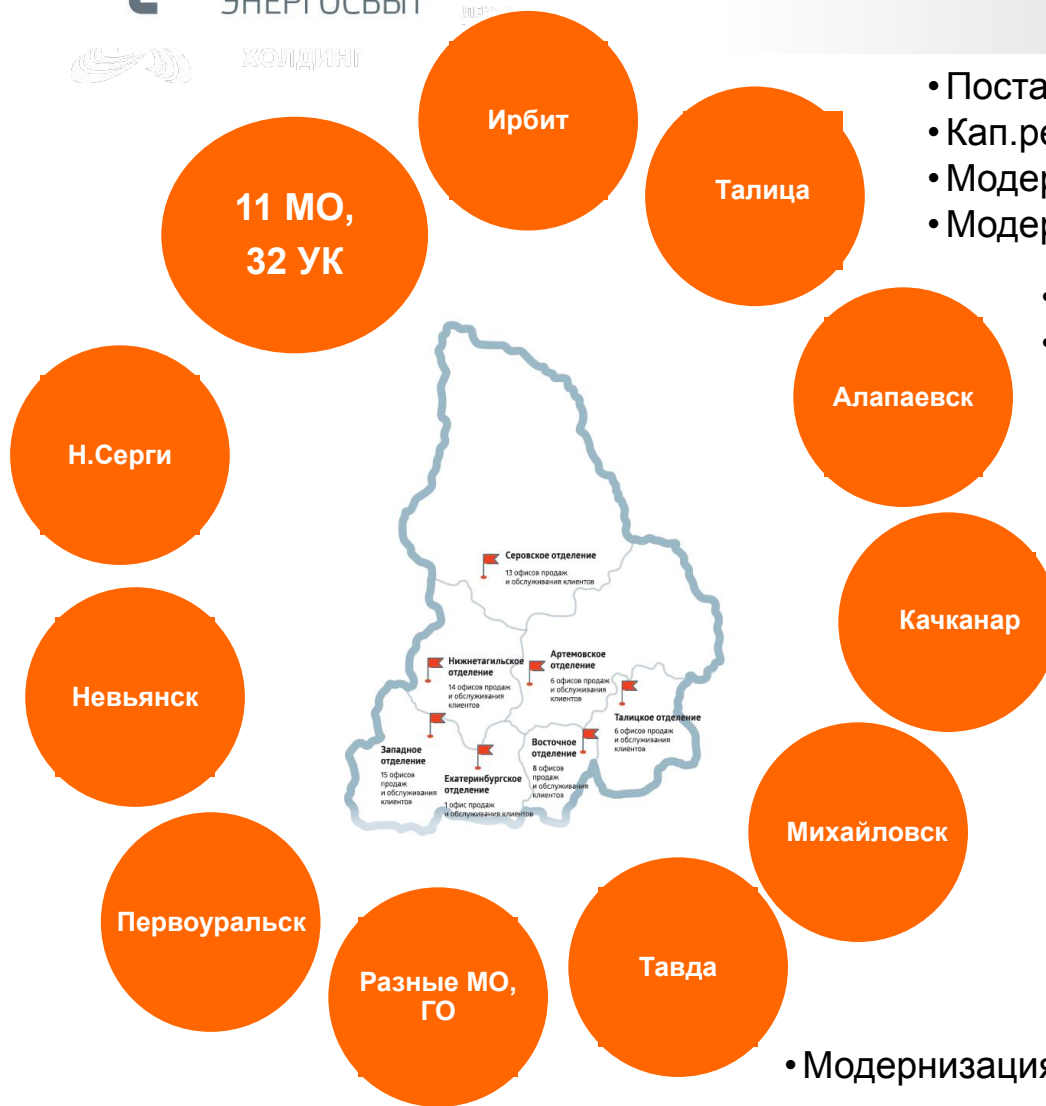 ЭНЕРГОСБЫТ
ХОЛДИНГ
Ирбит
Талица
11 МО,
32 УК
Алапаевск
Н.Серги
Качканар
Невьянск
Михайловск
Первоуральск
Тавда
Разные МО,
ГО
Серовское отделение
13 офисов продаж
и обслуживания клиентов
Нижнетагильское
отделение
14 офисов продаж
и обслуживания
клиентов
Артемовское
отделение
6 офисов продаж
и обслуживания
клиентов
Талицкое отделение
6 офисов продаж
и обслуживания
клиентов
Западное
отделение
15 офисов
продаж
и обслуживания
клиентов
Екатеринбургское
отделение
1 офис продаж
и обслуживания клиентов
Восточное
отделение
8 офисов
продаж
и обслуживания
клиентов
• Поста
• Кап.ре
• Модер
• Модер
•
•
• Модернизация